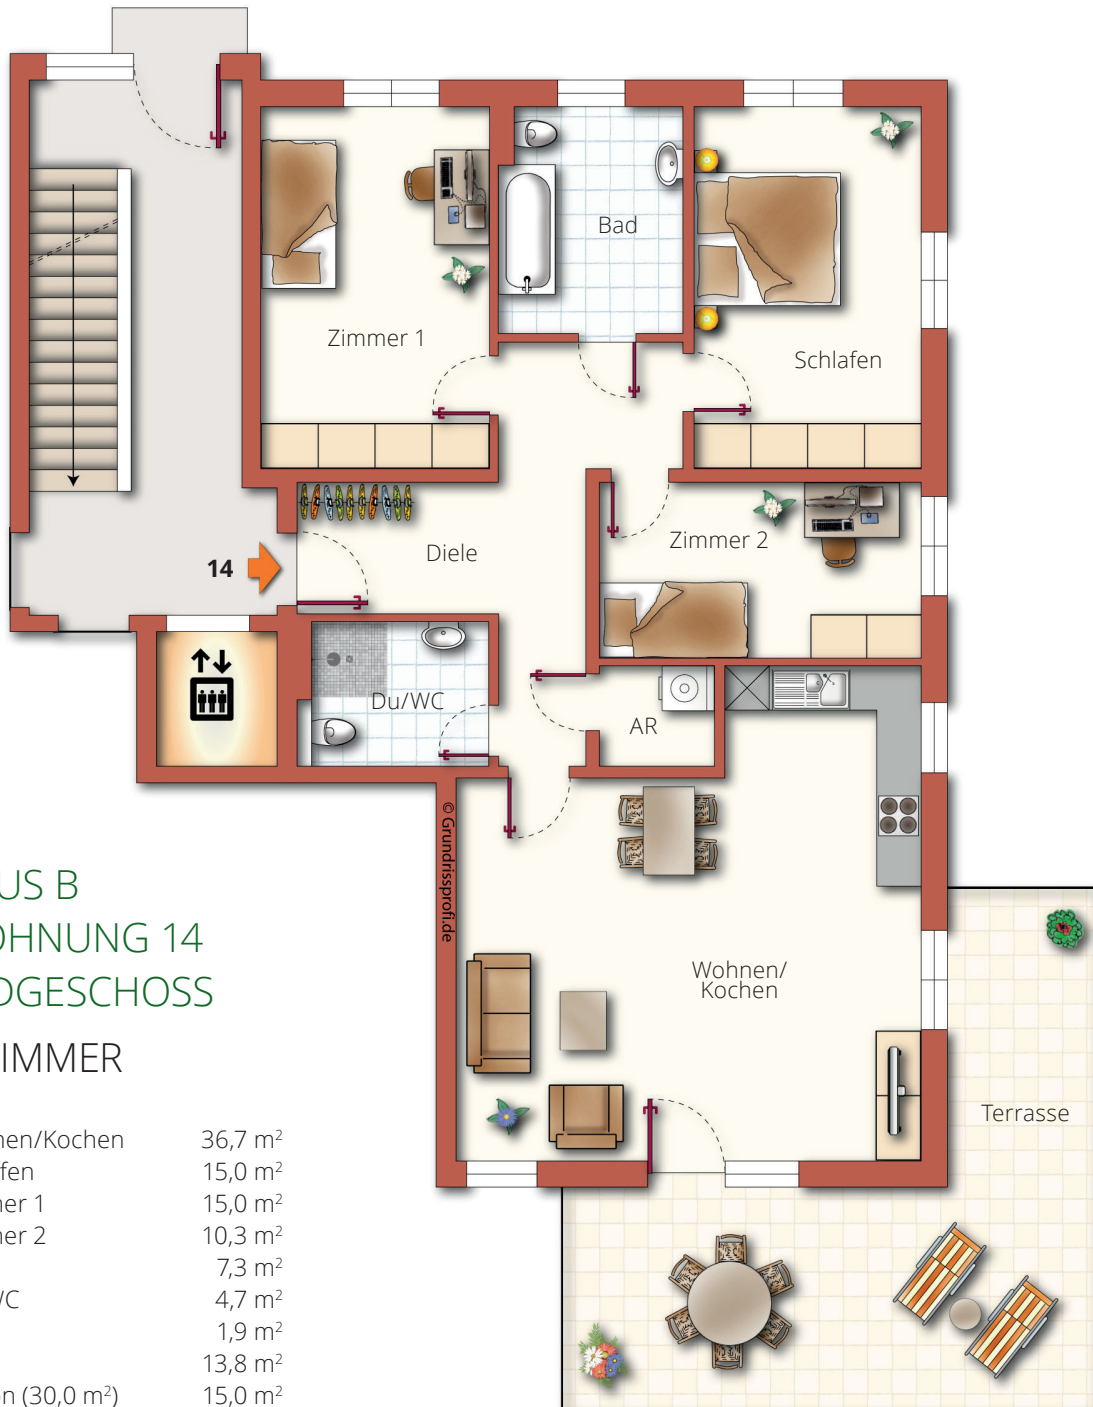 Zimmer 1
Bad
Schlafen
Diele
Zimmer 2
14
Du/WC
AR
© Grundrissprofi.de
Wohnen/
Kochen
Terrasse
US B
OHNUNG 14
DGESCHOSS
IMMER
nen/Kochen 36,7 m²
fen 15,0 m²
ner 1 15,0 m²
ner 2 10,3 m²
7,3 m²
/C 4,7 m²
1,9 m²
13,8 m²
n (30,0 m²) 15,0 m²